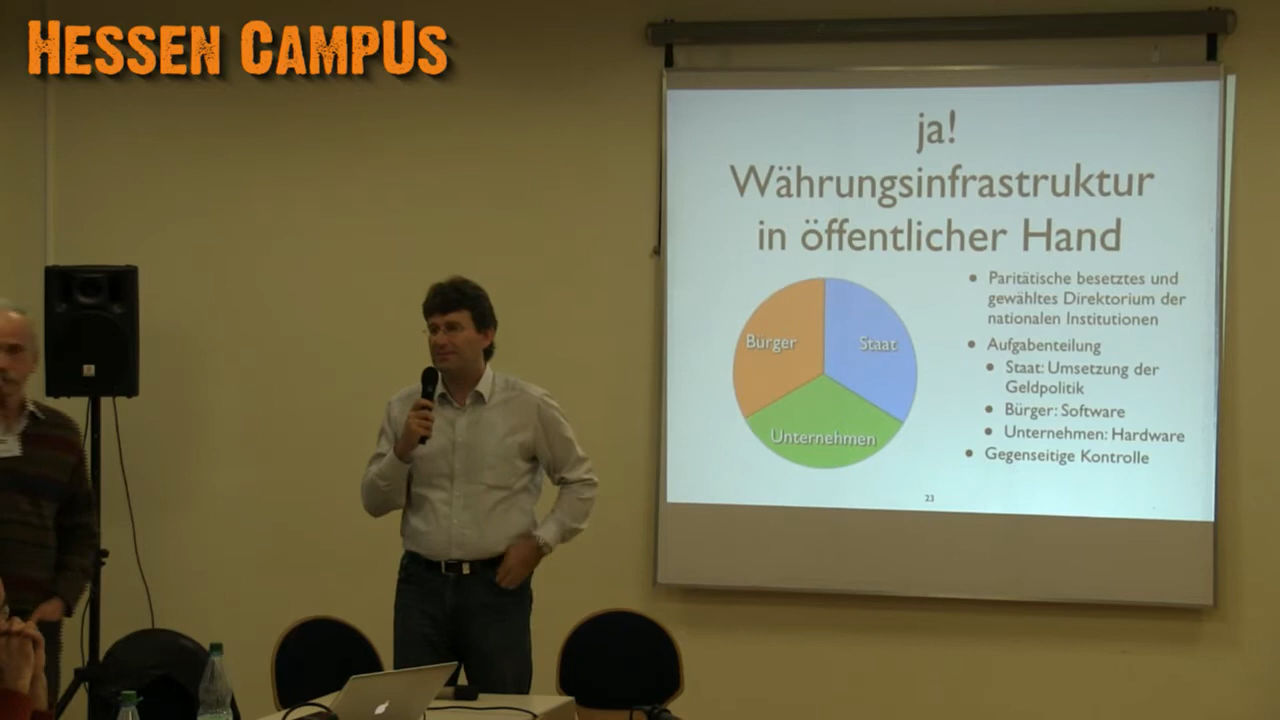 HESSEN CAMPUS
ja!
Währungsinfrastruktur
in öffentlicher Hand
Bürger
Staat
Unternehmen
Paritätische besetztes und
gewähltes Direktorium der
nationalen Institutionen
Aufgabenteilung
Staat: Umsetzung der
Geldpolitik
Bürger: Software
Unternehmen: Hardware
Gegenseitige Kontrolle
23